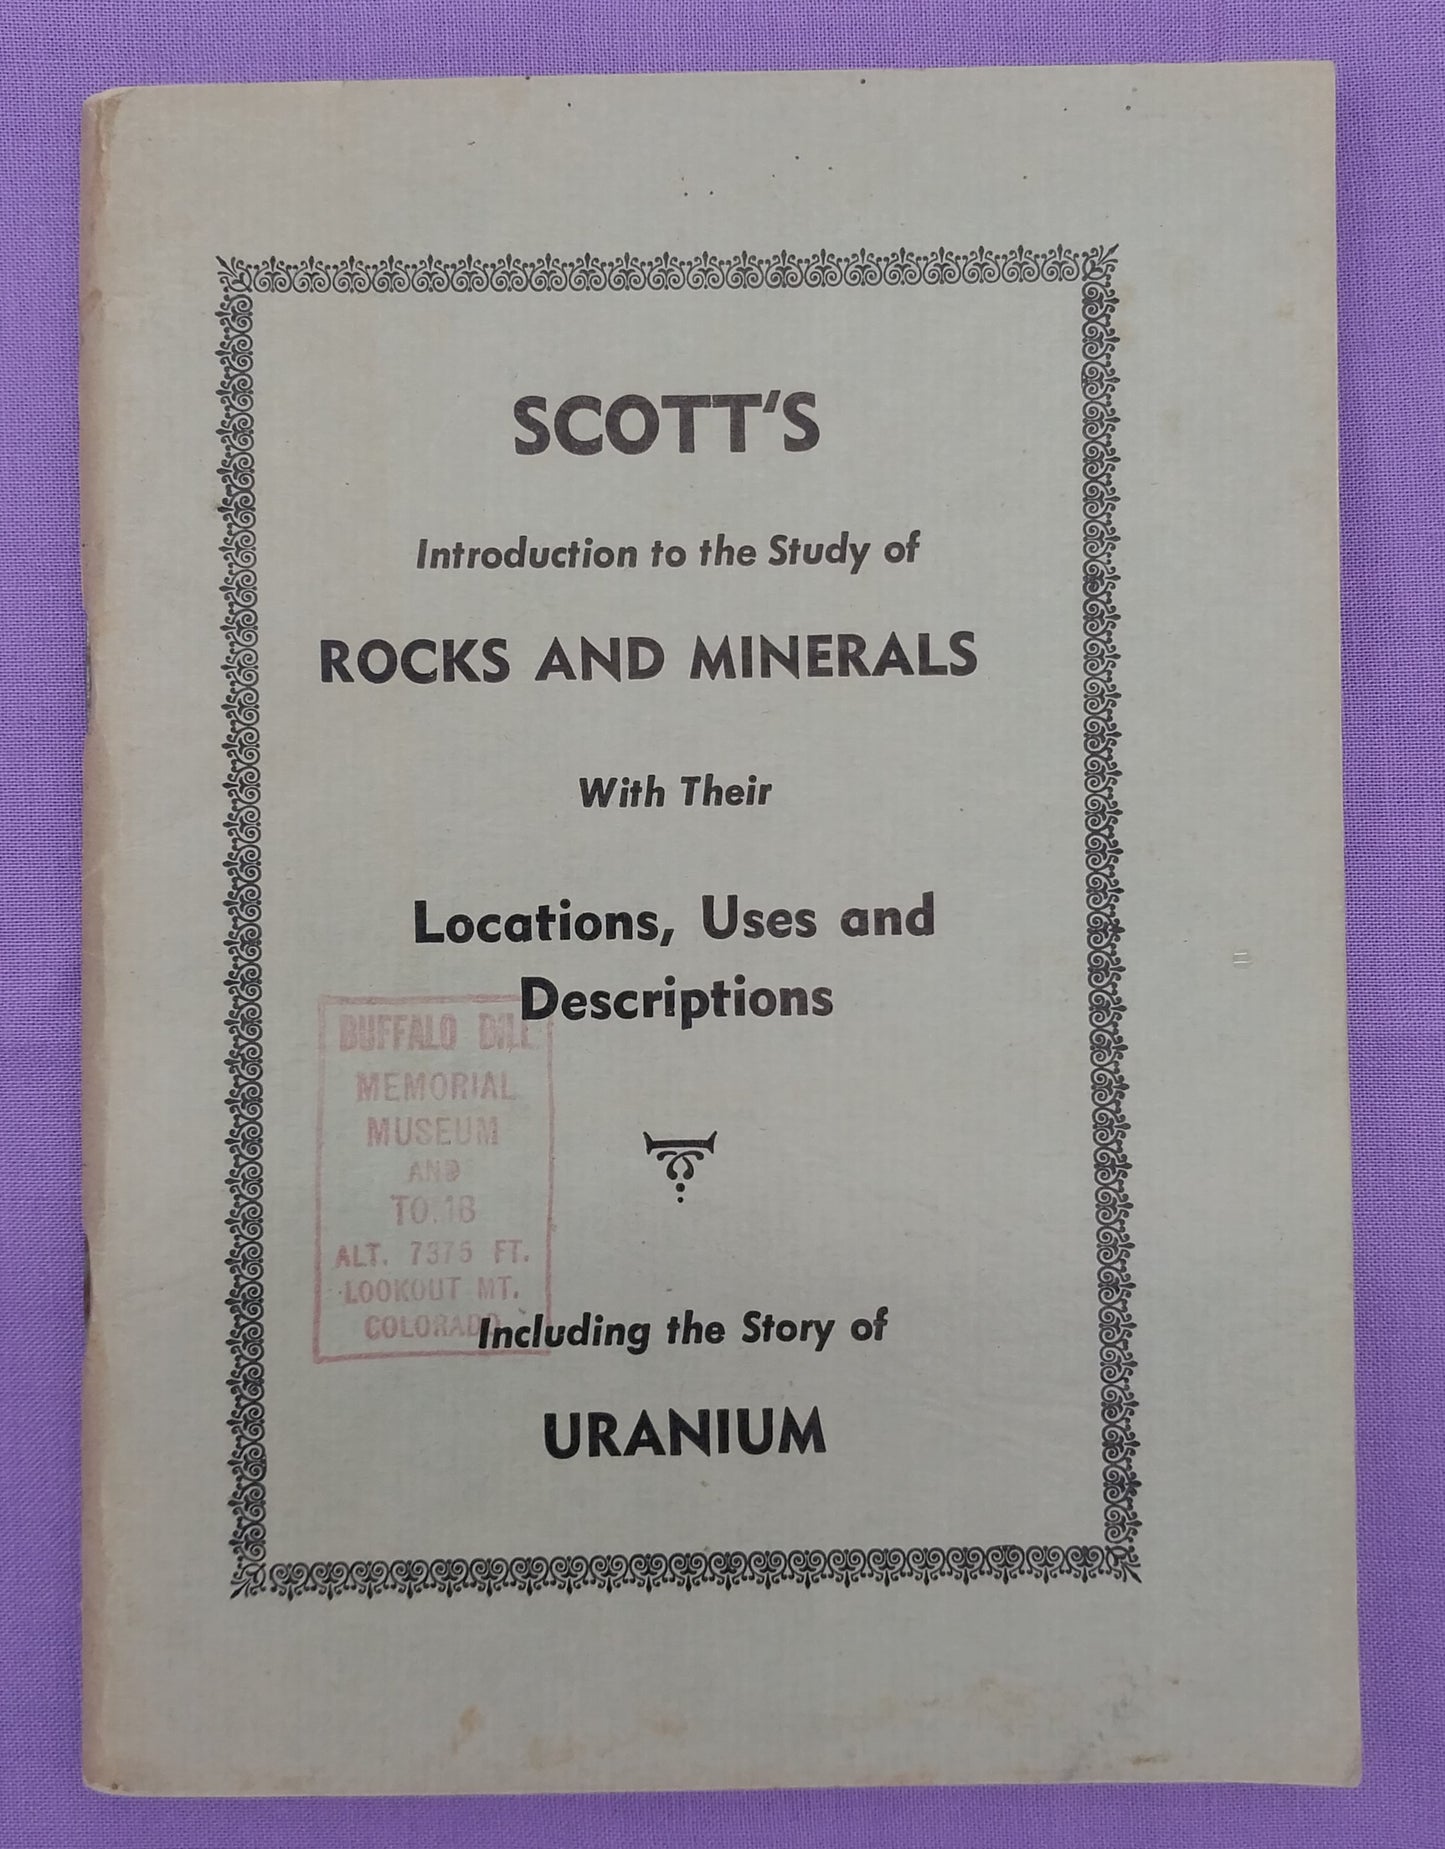 SCOTT'S
Introduction to the Study of
ROCKS AND MINERALS
With Their
Locations, Uses and
Descriptions
BUFFALO BILL
MEMORIAL
MUSEUM
AND
ALT. 7375 FT.
LOOKOUT MT.
COLORADO
Including the Story of
URANIUM